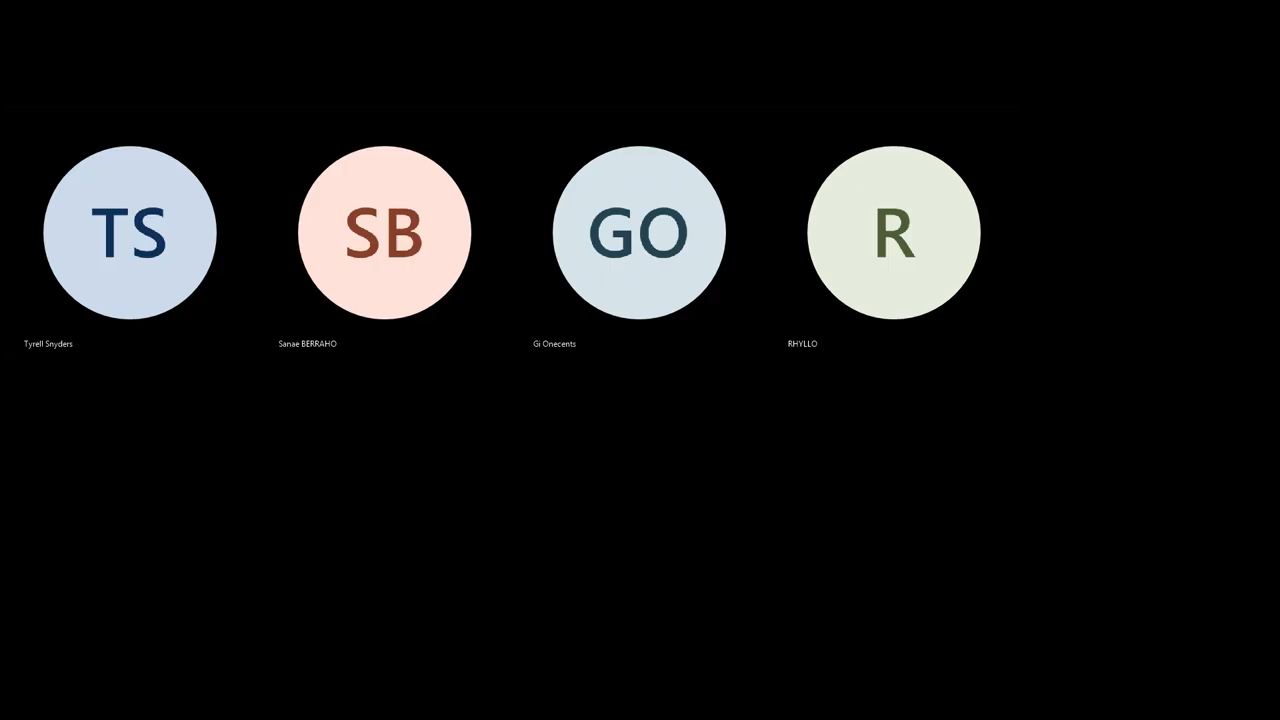 TS
SB
GO
R
Tyrell Snyders
Sanae BERRAHO
Gi Onecents
RHYLLO